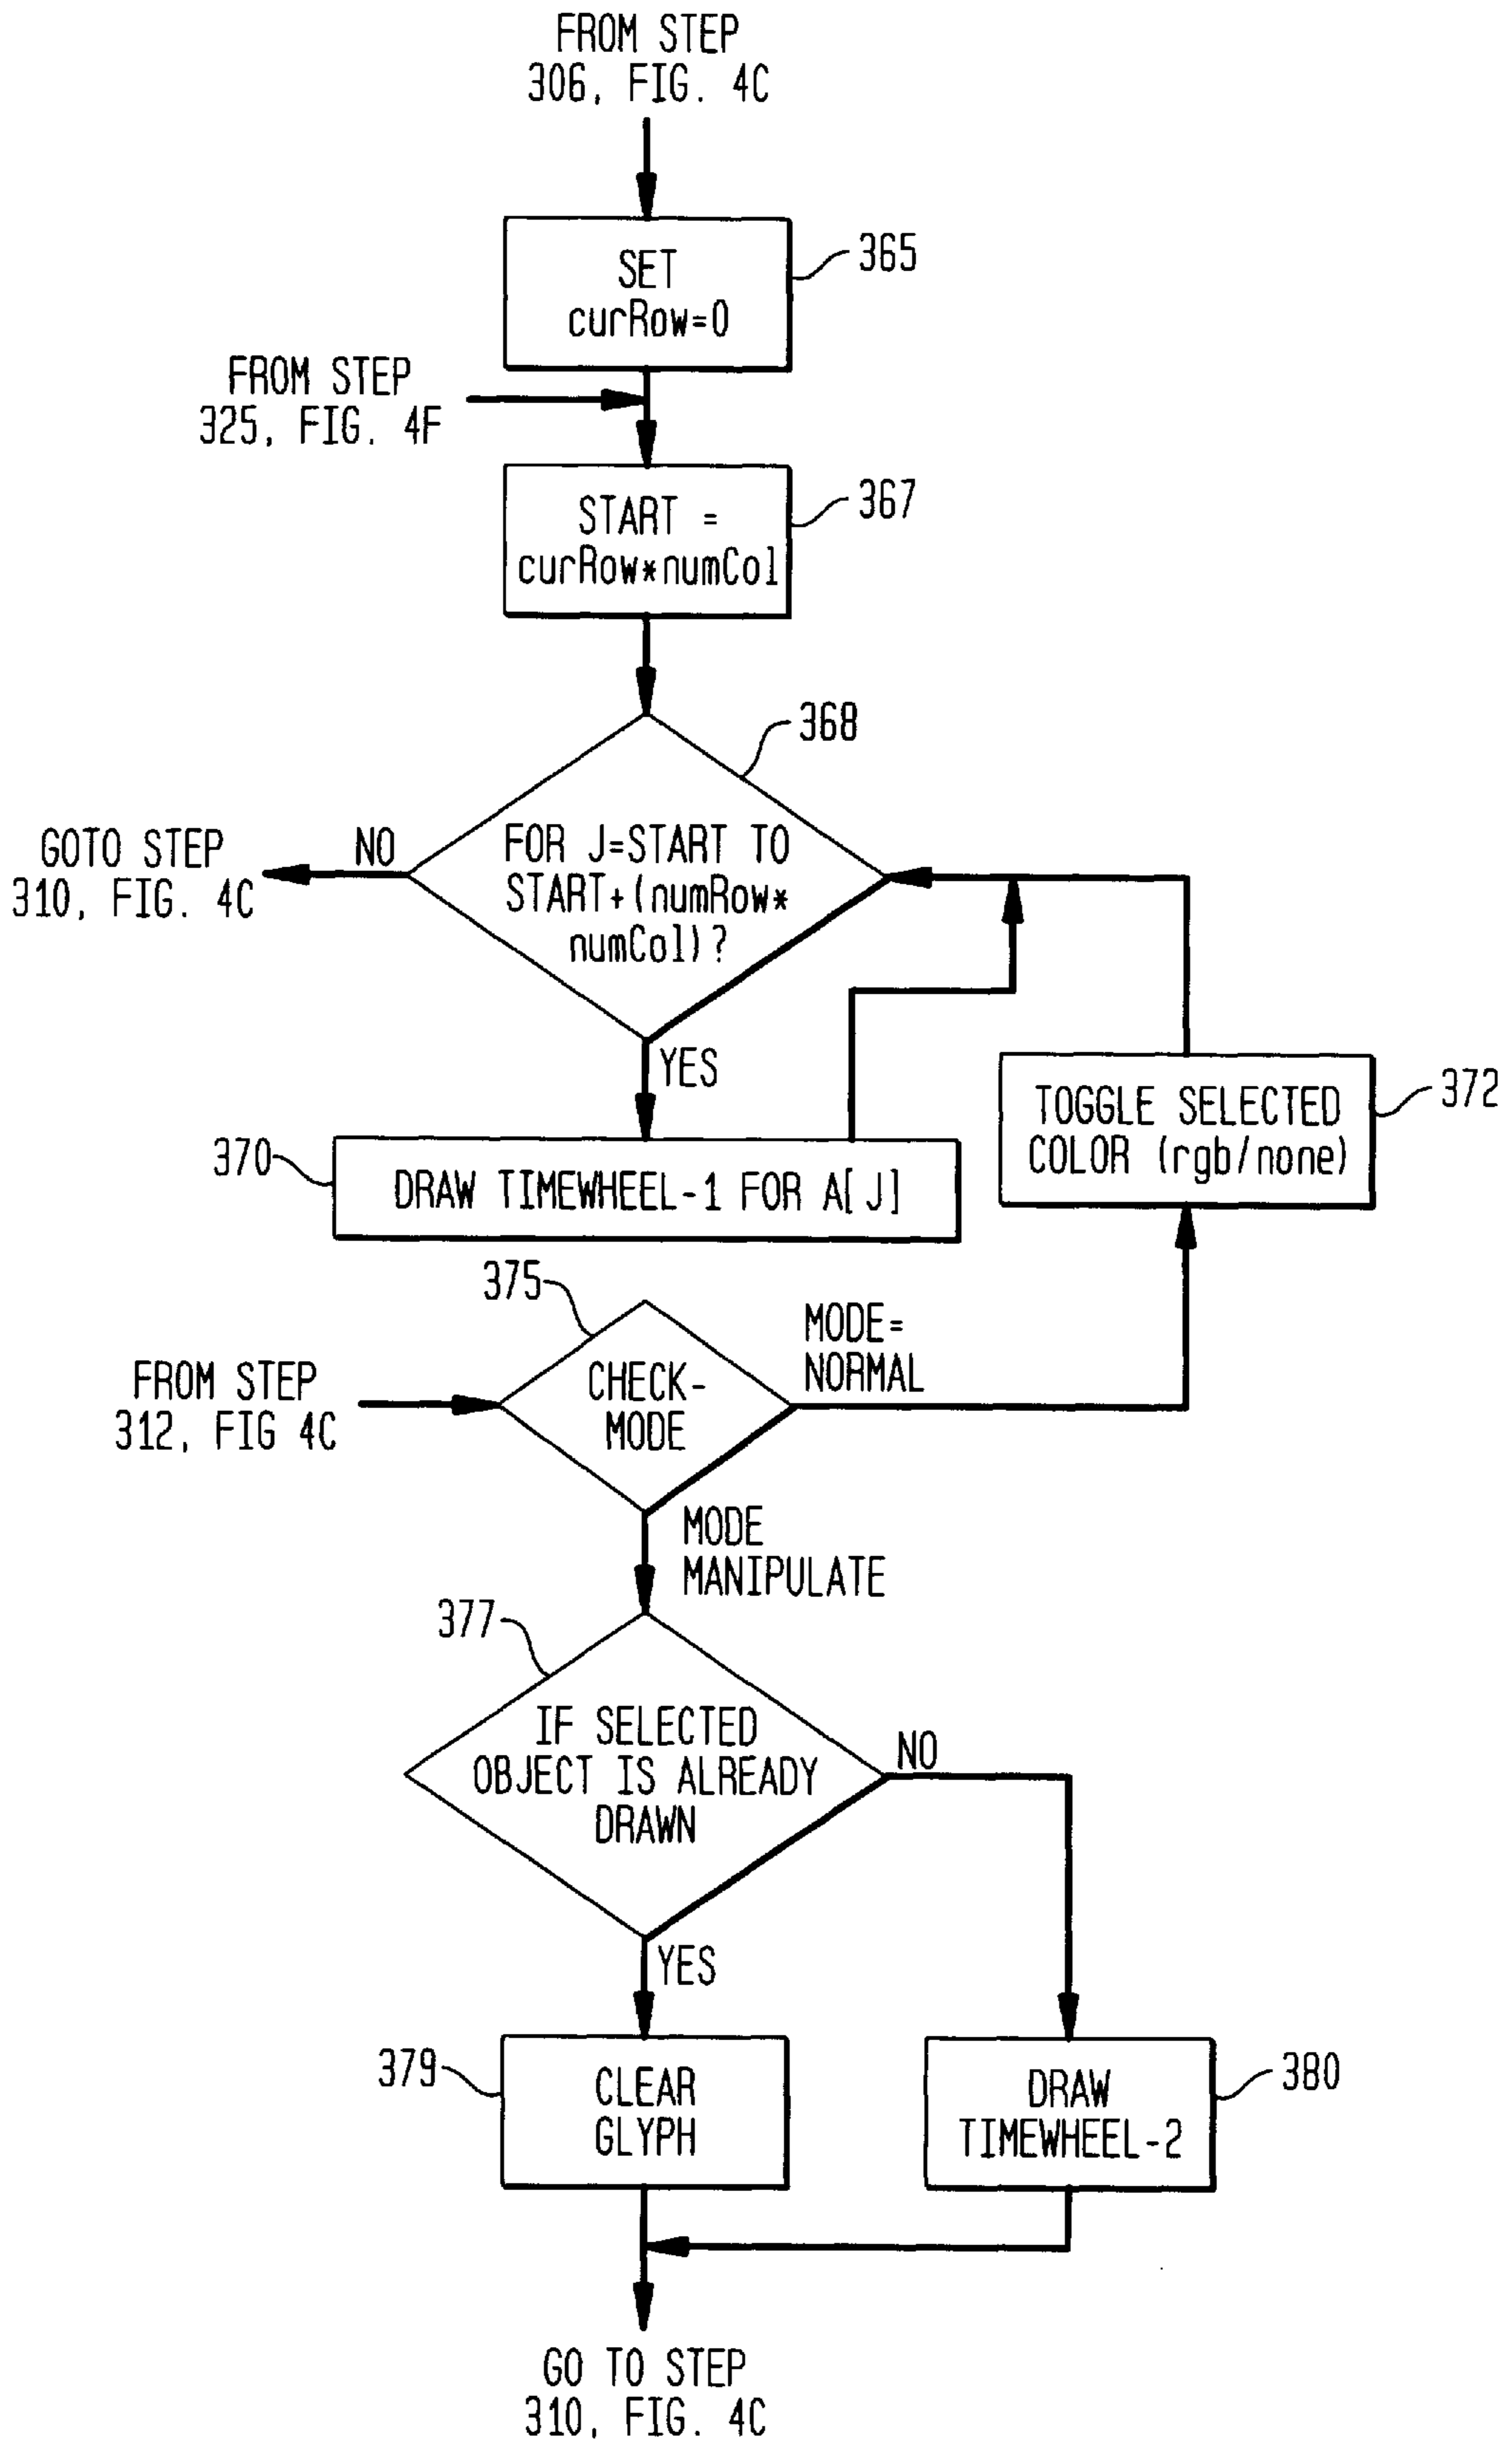 FROM STEP
306, FIG. 4C
365
SET
curRow=0
FROM STEP
325, FIG. 4F
367
START =
curRow*numCol
368
FOR J=START TO
START+(numRow*
numCol)?
NO
GOTO STEP
310, FIG. 4C
YES
TOGGLE SELECTED
COLOR (rgb/none)
372
370
DRAW TIMEWHEEL-1 FOR A[J]
375
MODE=
NORMAL
CHECK-
MODE
FROM STEP
312, FIG 4C
MODE
MANIPULATE
377
IF SELECTED
OBJECT IS ALREADY
DRAWN
NO
YES
379
CLEAR
GLYPH
DRAW
TIMEWHEEL-2
380
GO TO STEP
310, FIG. 4C